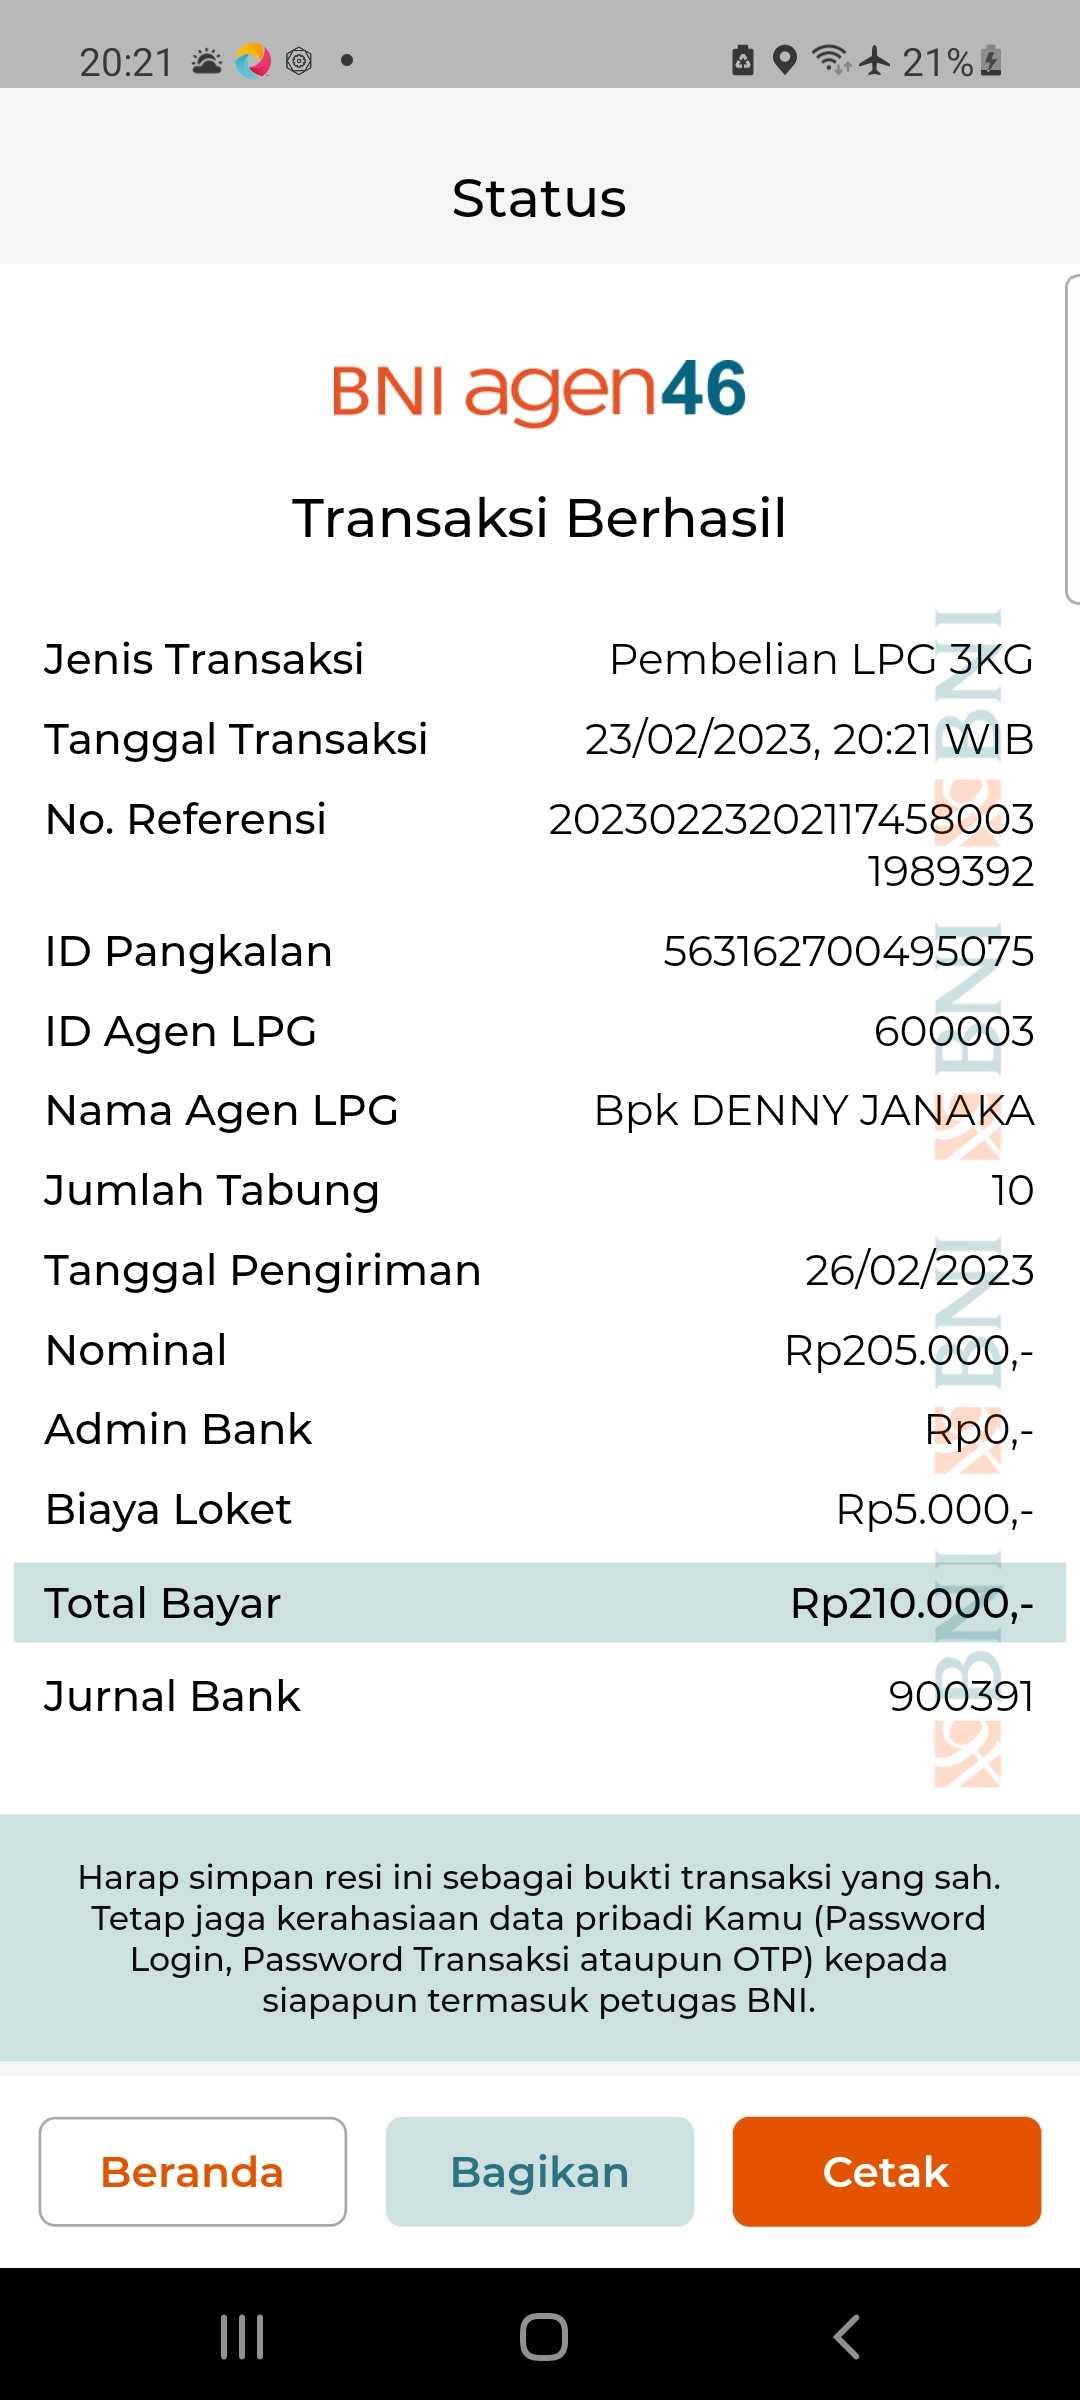 20:21 21%
Status
BNI agen46
Transaksi Berhasil
Jenis Transaksi Pembelian LPG 3KG
Tanggal Transaksi 23/02/2023, 20:21 WIB
No. Referensi 20230223202117458003
1989392
ID Pangkalan 563162700495075
ID Agen LPG 600003
Nama Agen LPG Bpk DENNY JANAKA
Jumlah Tabung 10
Tanggal Pengiriman 26/02/2023
Nominal Rp205.000,-
Admin Bank Rp0,-
Biaya Loket Rp5.000,-
Total Bayar Rp210.000,-
Jurnal Bank 900391
BNI
BNI
BNI
BNI
Harap simpan resi ini sebagai bukti transaksi yang sah.
Tetap jaga kerahasiaan data pribadi Kamu (Password
Login, Password Transaksi ataupun OTP) kepada
siapapun termasuk petugas BNI.
Beranda Bagikan Cetak